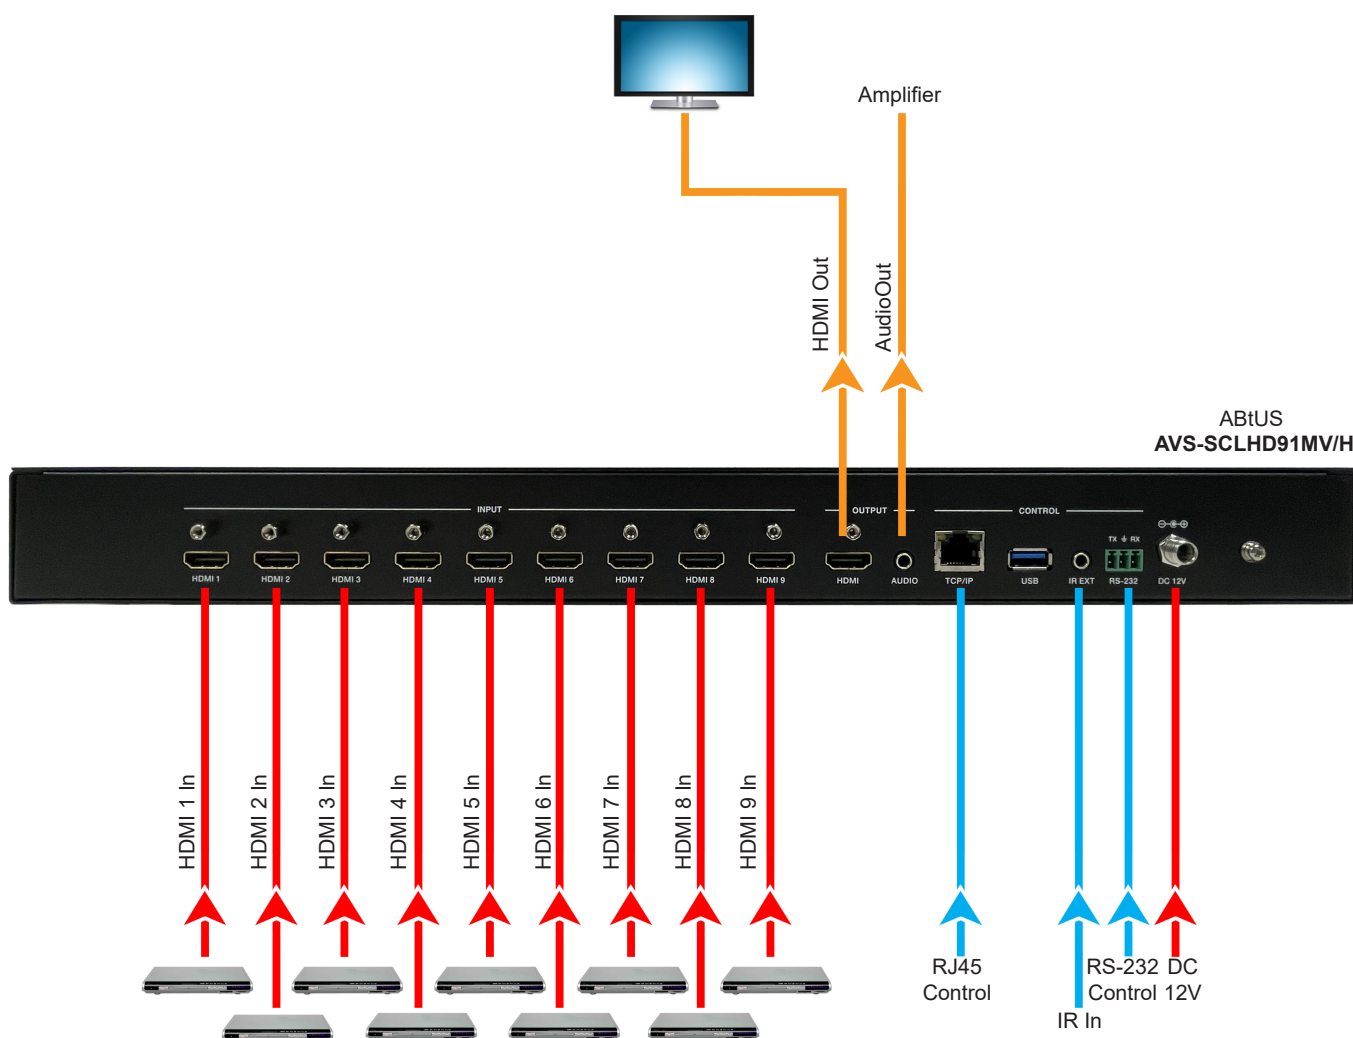 Amplifier
HDMI Out
AudioOut
ABtUS
AVS-SCLHD91MV/H
INPUT
OUTPUT
CONTROL
TX RX
HDMI 1
HDMI 2
HDMI 3
HDMI 4
HDMI 5
HDMI 6
HDMI 7
HDMI 8
HDMI 9
HDMI
AUDIO
TCP/IP
USB
IR EXT
RS-232
DC 12V
HDMI 1 In
HDMI 2 In
HDMI 3 In
HDMI 4 In
HDMI 5 In
HDMI 6 In
HDMI 7 In
HDMI 8 In
HDMI 9 In
RJ45
Control
IR In
RS-232
Control
DC
12V